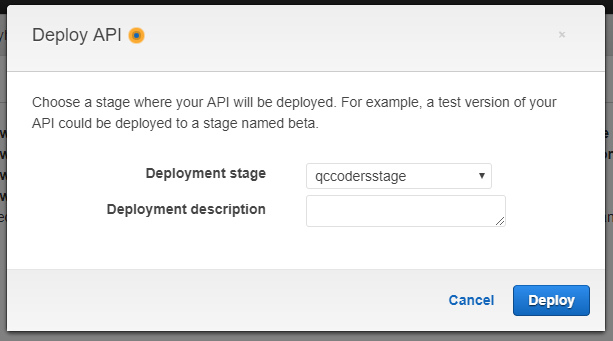 Deploy API
×
Choose a stage where your API will be deployed. For example, a test version of your
API could be deployed to a stage named beta.
Deployment stage qccodersstage
Deployment description
Cancel Deploy